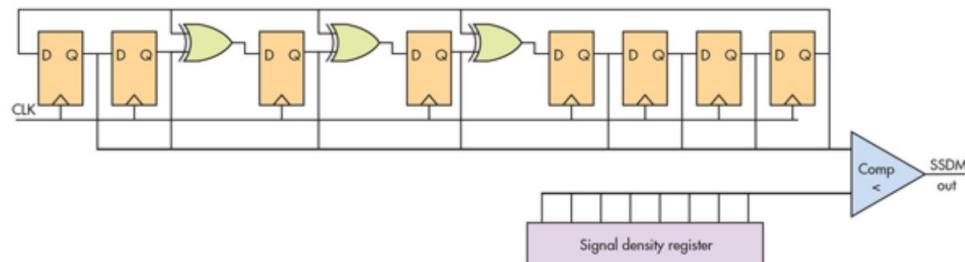 D Q
D Q
D Q
D Q
D Q
D Q
D Q
D Q
CLK
Comp
<
SSDM
out
Signal density register